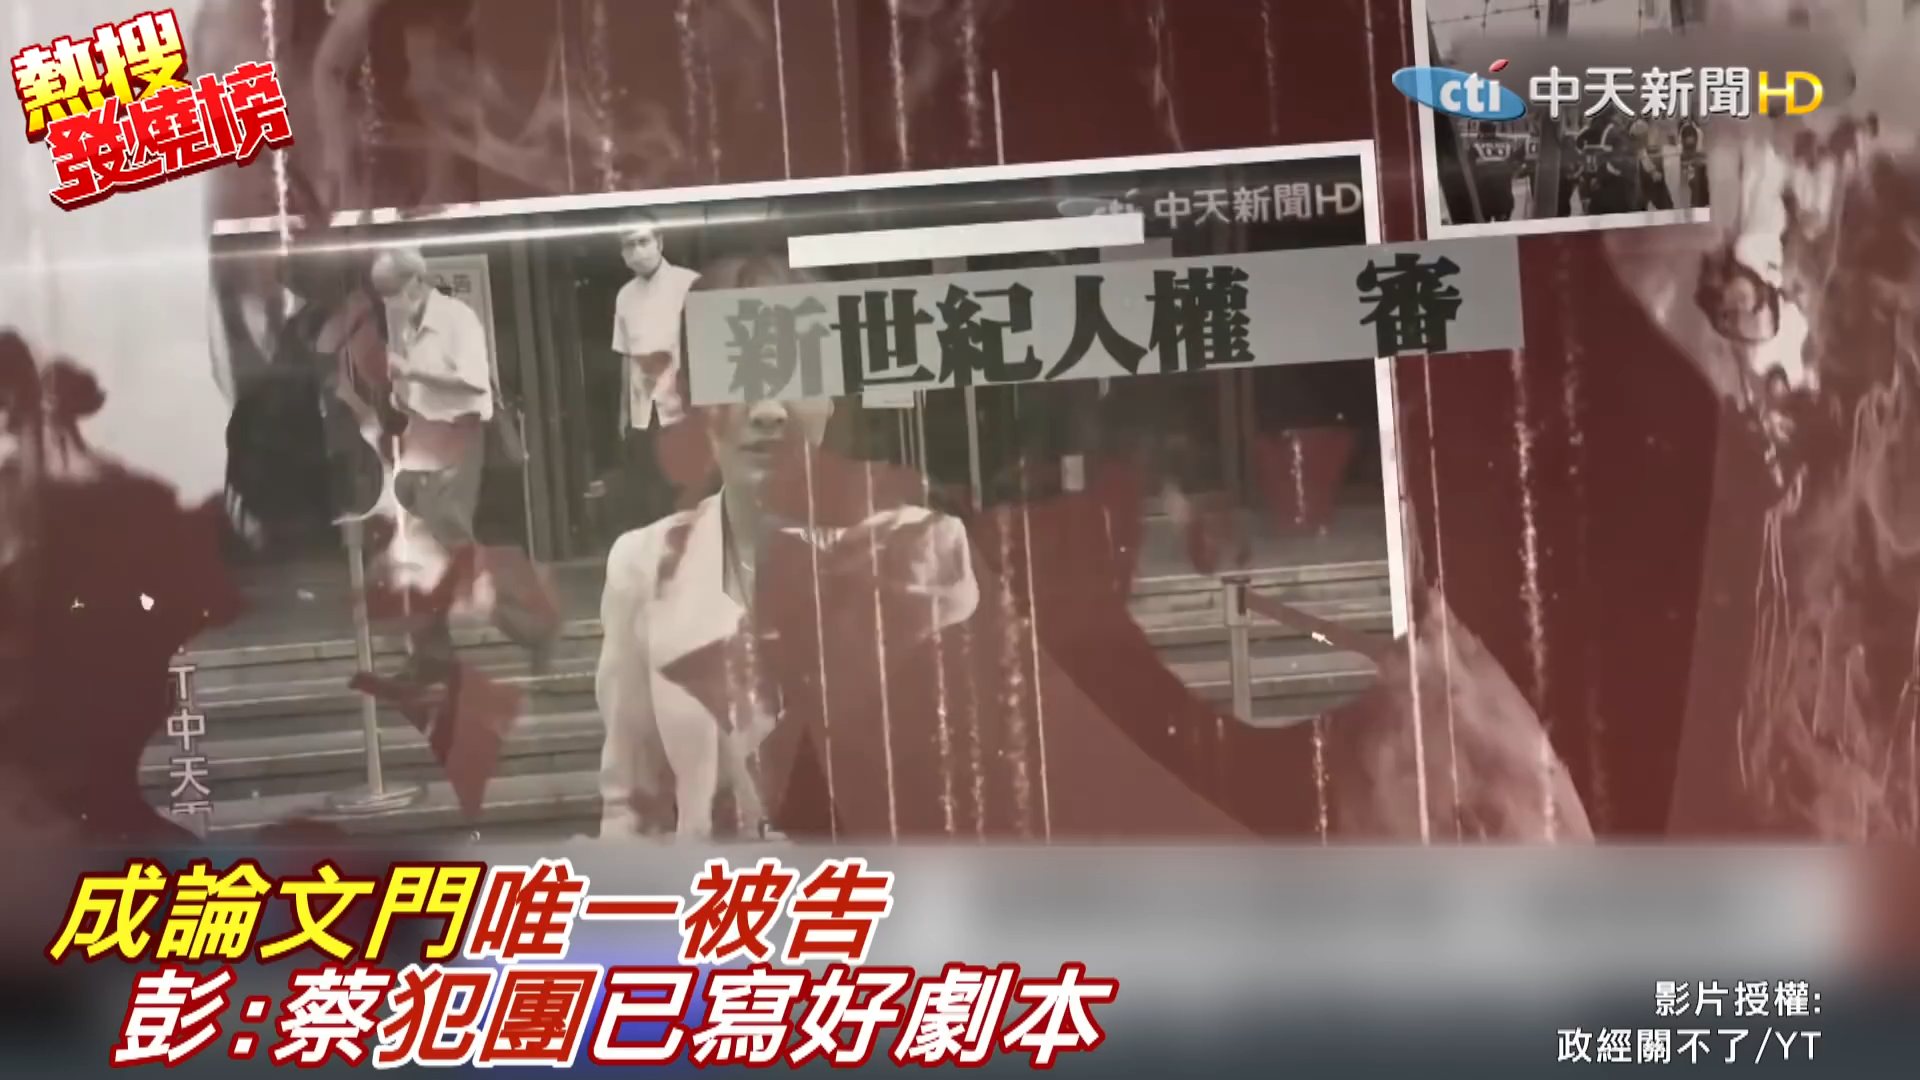 熱搜
發燒榜
cti 中天新聞HD
中天新聞HD
新世紀人權 審
中天
成論文門唯一被告
彭:蔡犯團已寫好劇本
影片授權:
政經關不了/YT